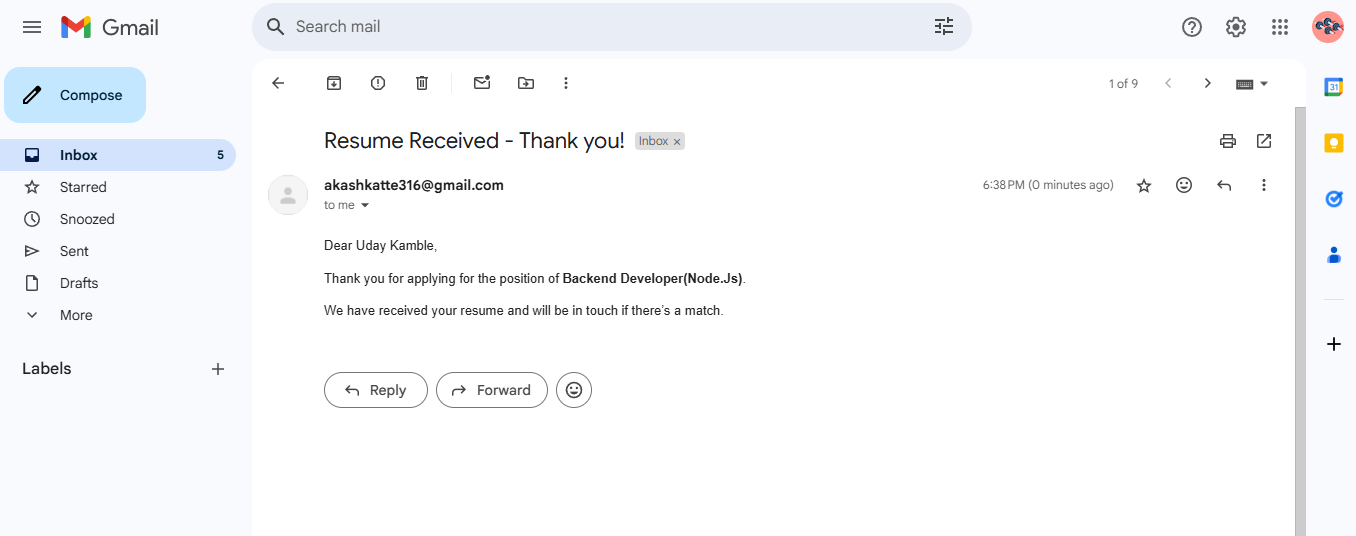 Gmail
Search mail
Compose
1 of 9
Inbox 5
Starred
Snoozed
Sent
Drafts
More
Labels
Resume Received - Thank you! Inbox ×
akashkatte316@gmail.com 6:38 PM (0 minutes ago)
to me
Dear Uday Kamble,
Thank you for applying for the position of Backend Developer(Node.Js).
We have received your resume and will be in touch if there's a match.
Reply Forward
31